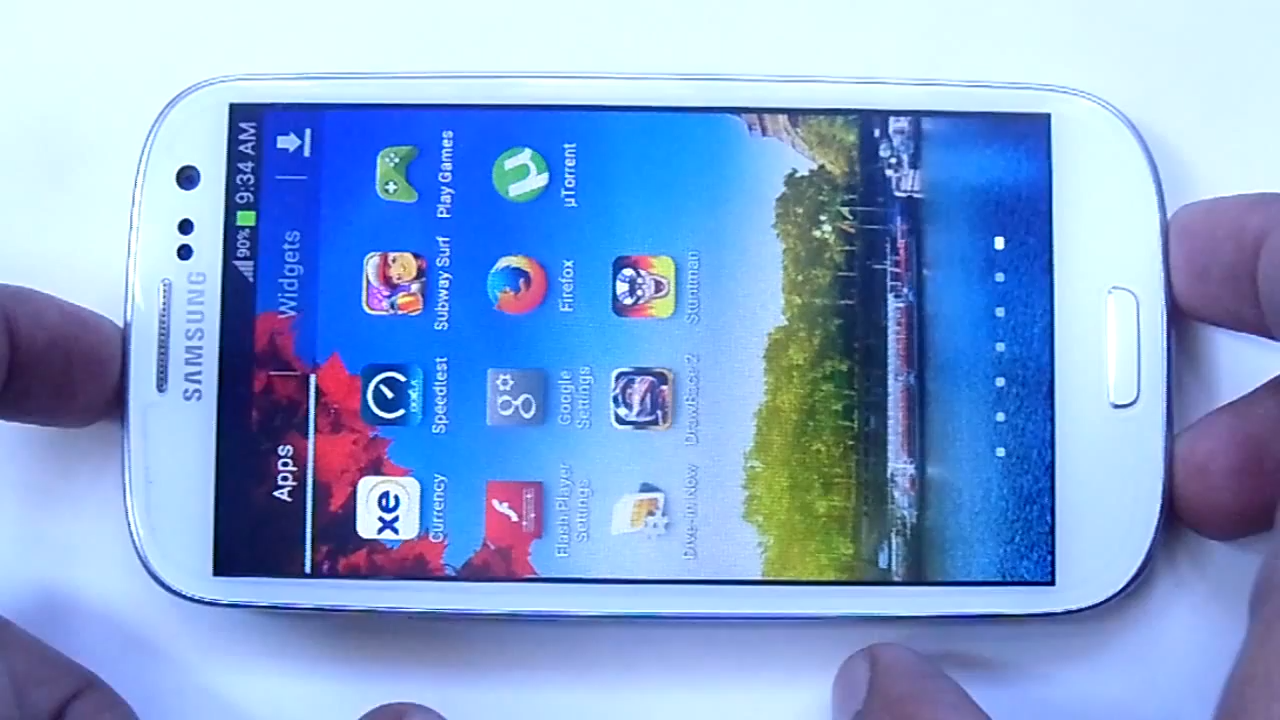 SAMSUNG
90% 9:34 AM
Apps
Widgets
xe
Currency
Speedtest
Subway Surf
Play Games
Flash Player
Settings
Google
Settings
Firefox
µ
µTorrent
Dive-in Now
DrawRace 2
Stuntman